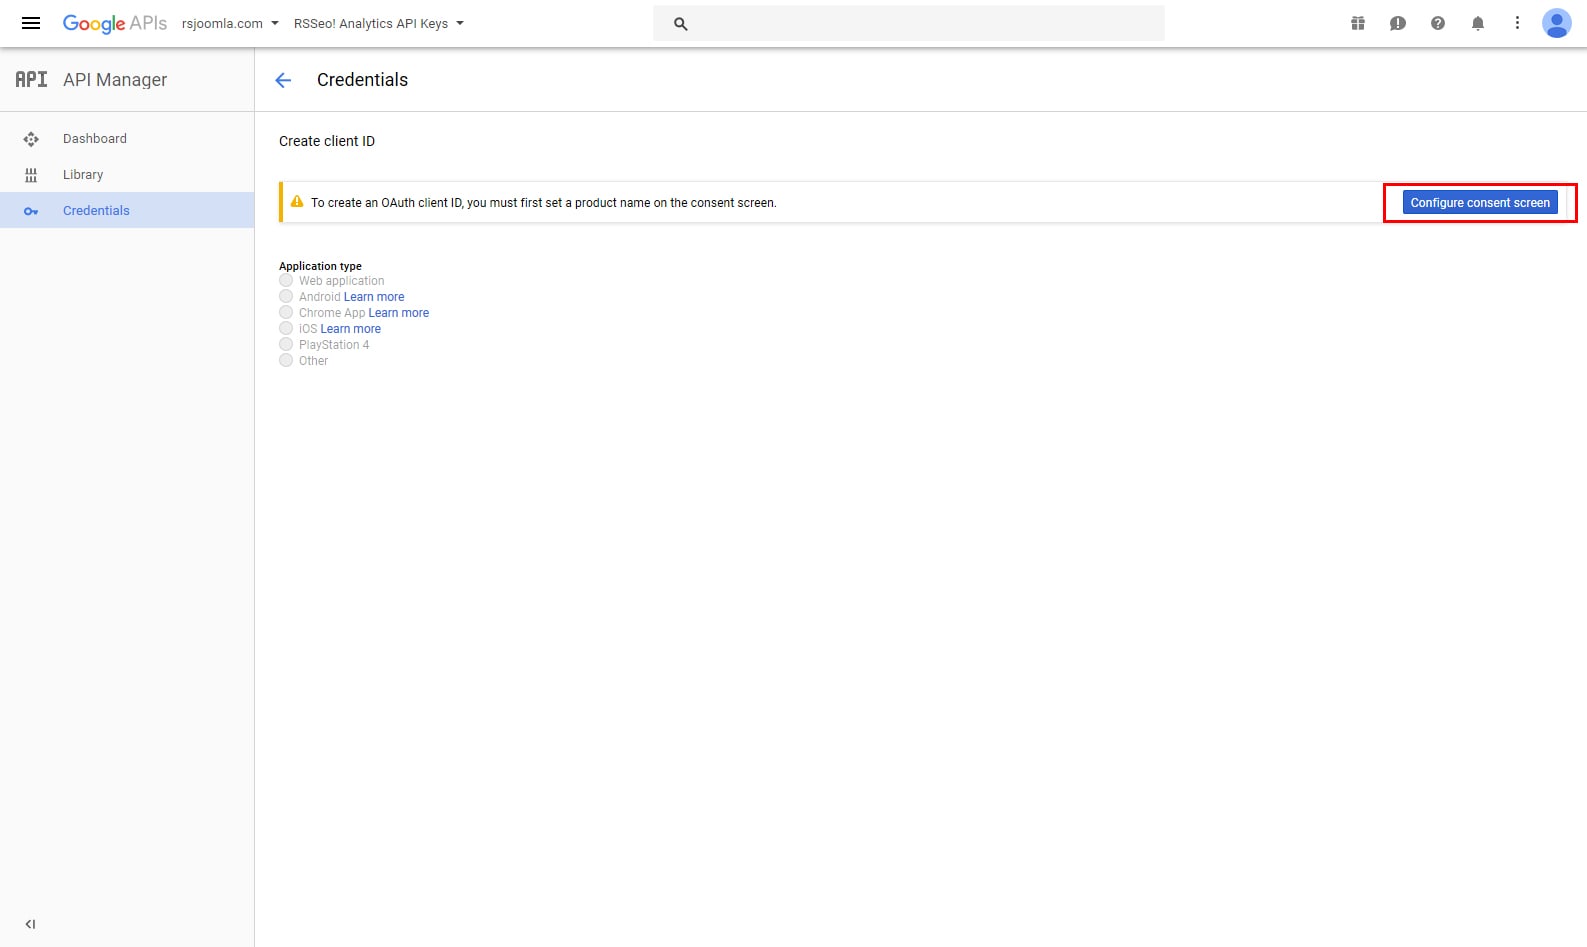 Google APIs rsjoomla.com RSSeo! Analytics API Keys
API API Manager
Credentials
Dashboard
Library
Credentials
Create client ID
To create an OAuth client ID, you must first set a product name on the consent screen.
Configure consent screen
Application type
Web application
Android Learn more
Chrome App Learn more
iOS Learn more
PlayStation 4
Other